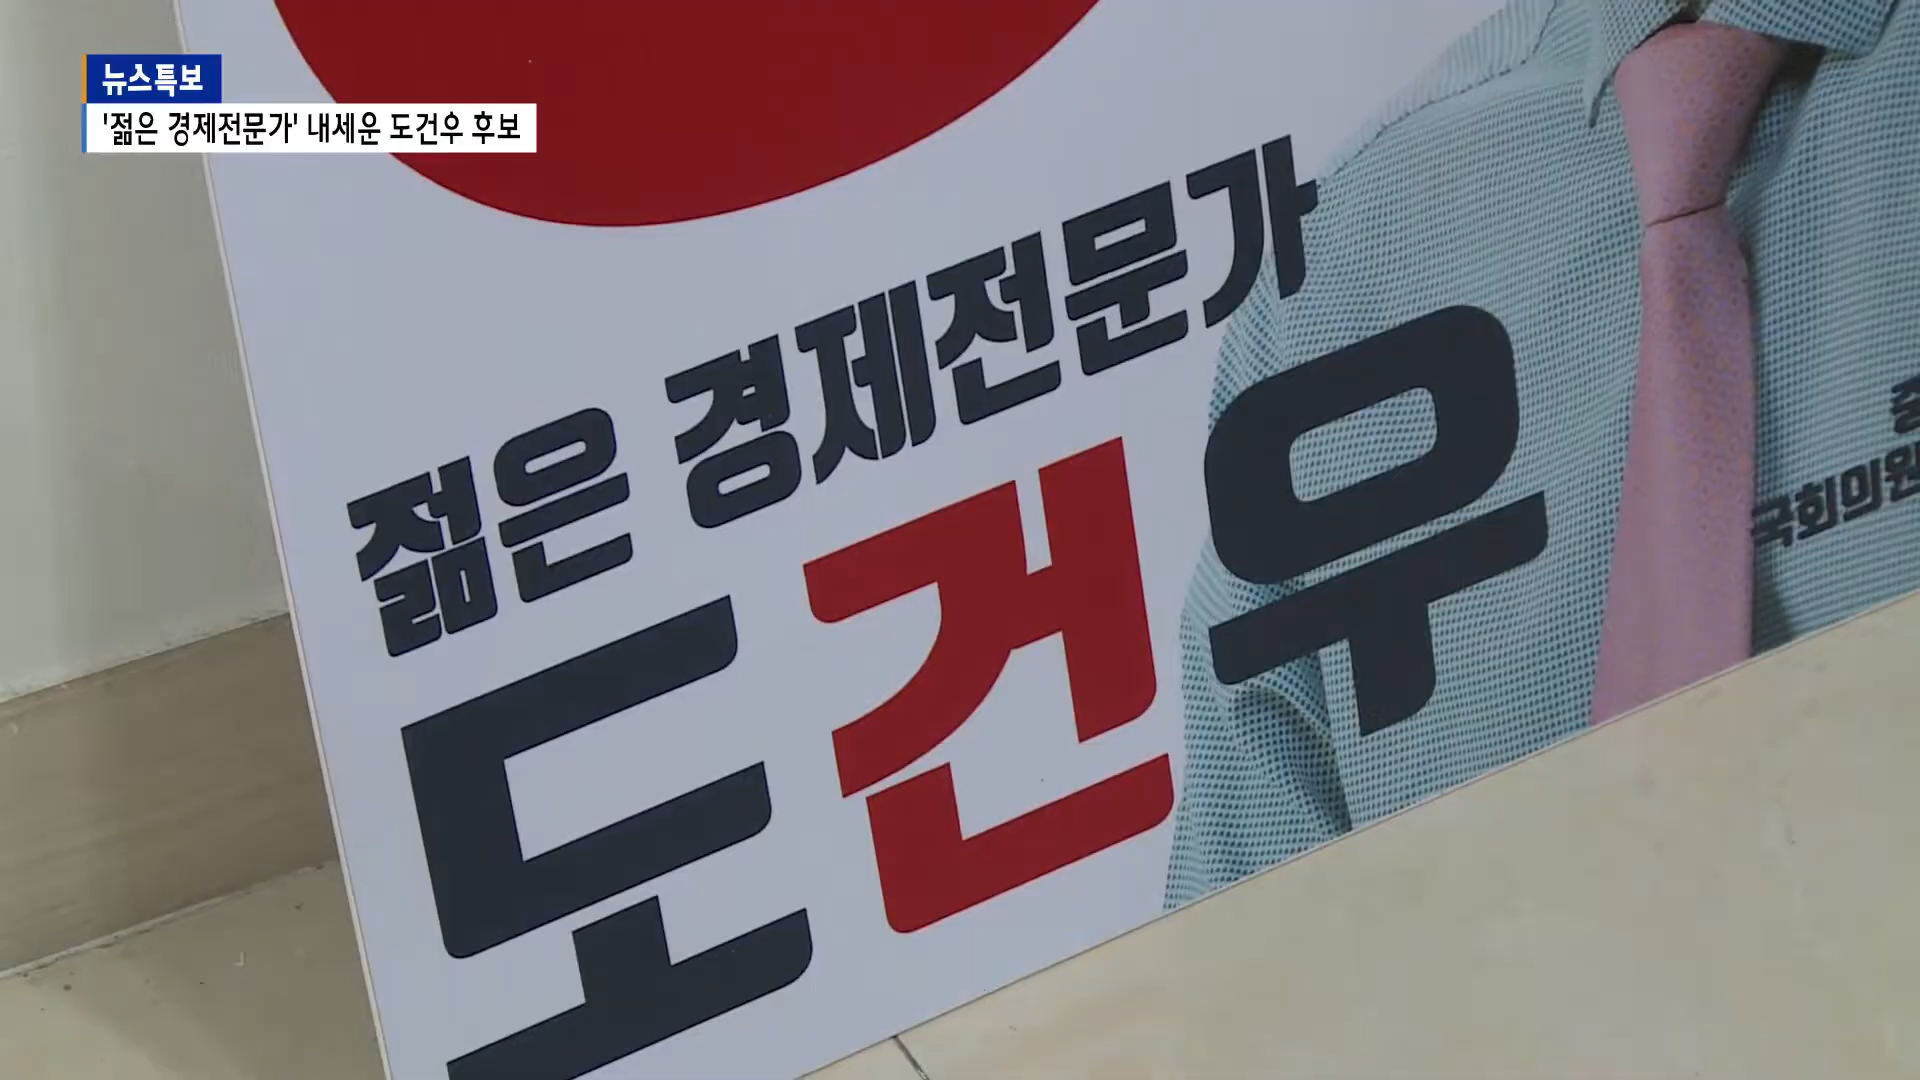 뉴스특보
'젊은 경제전문가' 내세운 도건우 후보
젊은 경제전문가
도건우
국회의원